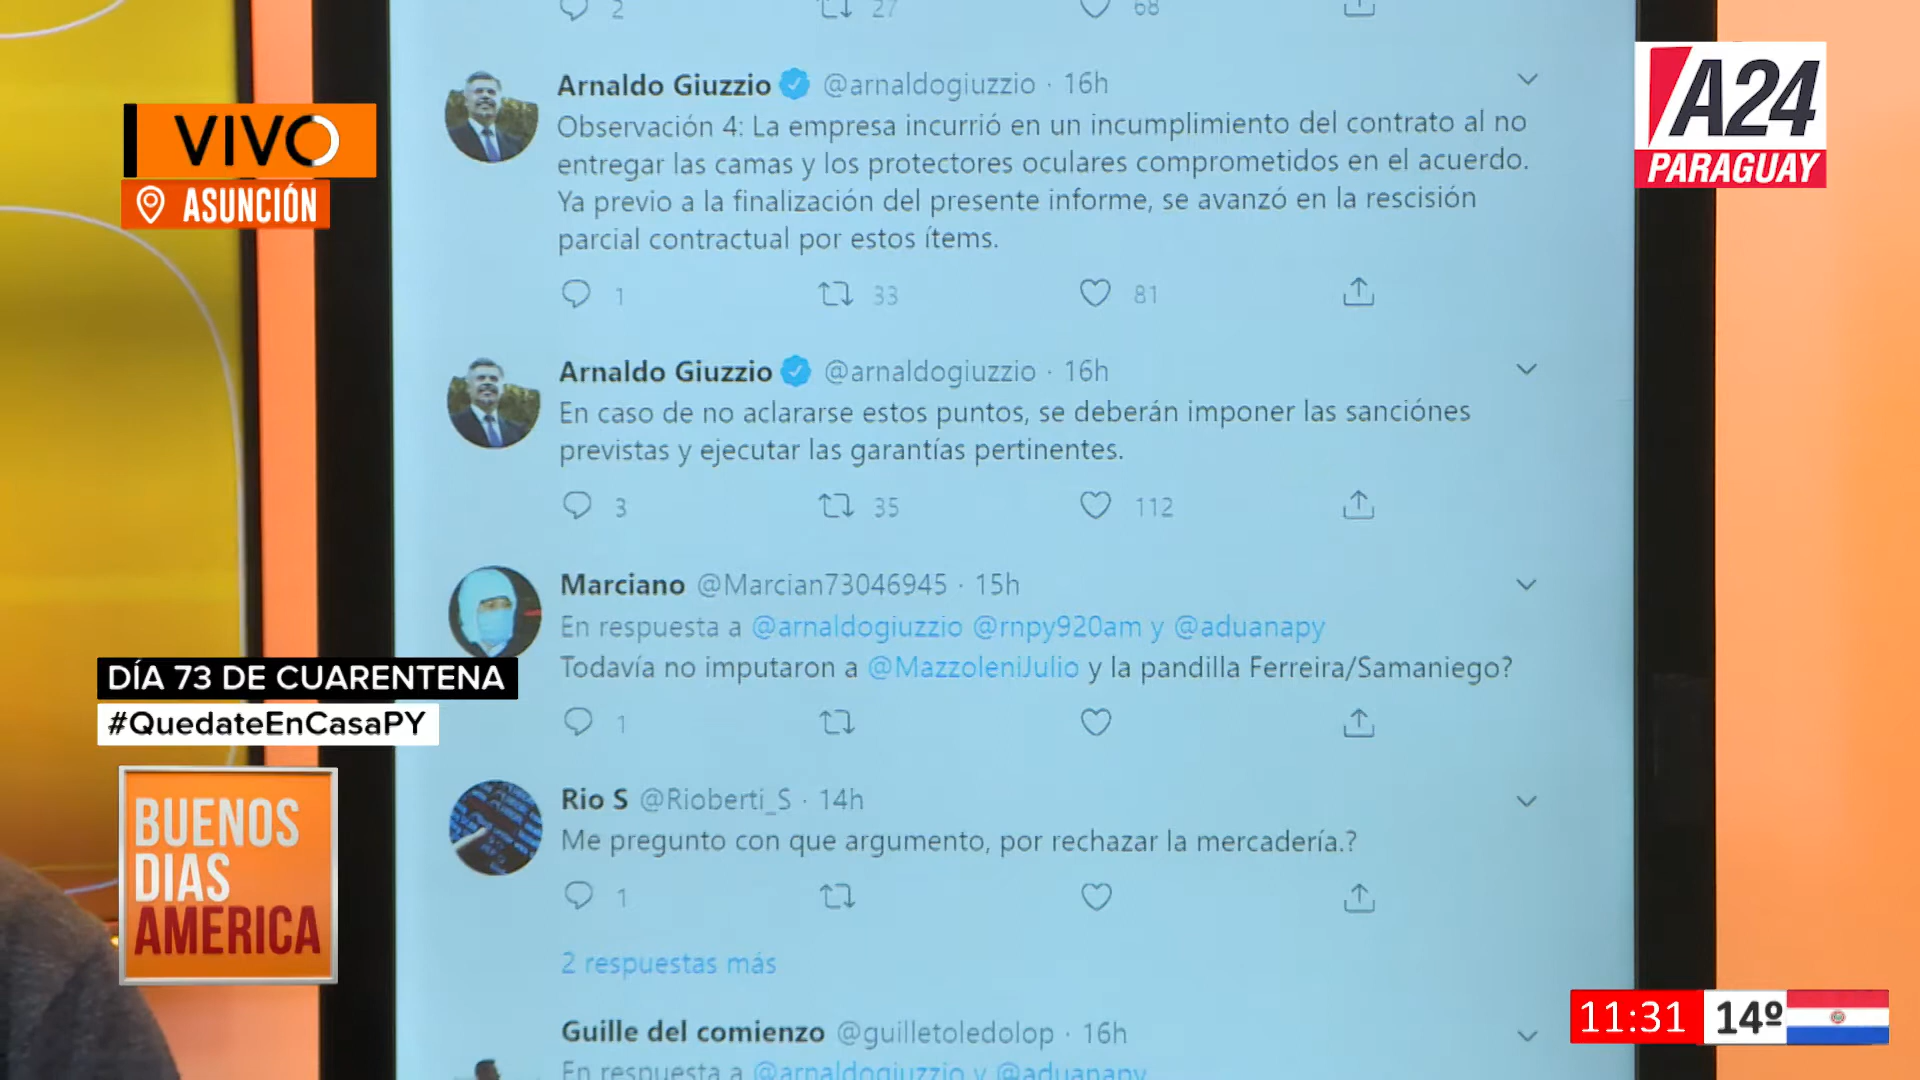 2 27 68
Arnaldo Giuzzio @arnaldogiuzzio · 16h
Observación 4: La empresa incurrió en un incumplimiento del contrato al no
entregar las camas y los protectores oculares comprometidos en el acuerdo.
Ya previo a la finalización del presente informe, se avanzó en la rescisión
parcial contractual por estos ítems.
1 33 81
Arnaldo Giuzzio @arnaldogiuzzio · 16h
En caso de no aclararse estos puntos, se deberán imponer las sanciónes
previstas y ejecutar las garantías pertinentes.
3 35 112
Marciano @Marcian73046945 · 15h
En respuesta a @arnaldogiuzzio @rnpy920am y @aduanapy
Todavía no imputaron a @MazzoleniJulio y la pandilla Ferreira/Samaniego?
1
Rio S @Rioberti_S · 14h
Me pregunto con que argumento, por rechazar la mercadería.?
1
2 respuestas más
Guille del comienzo @guilletoledolop · 16h
En respuesta a @arnaldogiuzzio y @aduanapy
VIVO
ASUNCIÓN
A24
PARAGUAY
DÍA 73 DE CUARENTENA
#QuedateEnCasaPY
BUENOS
DIAS
AMERICA
11:31 14º